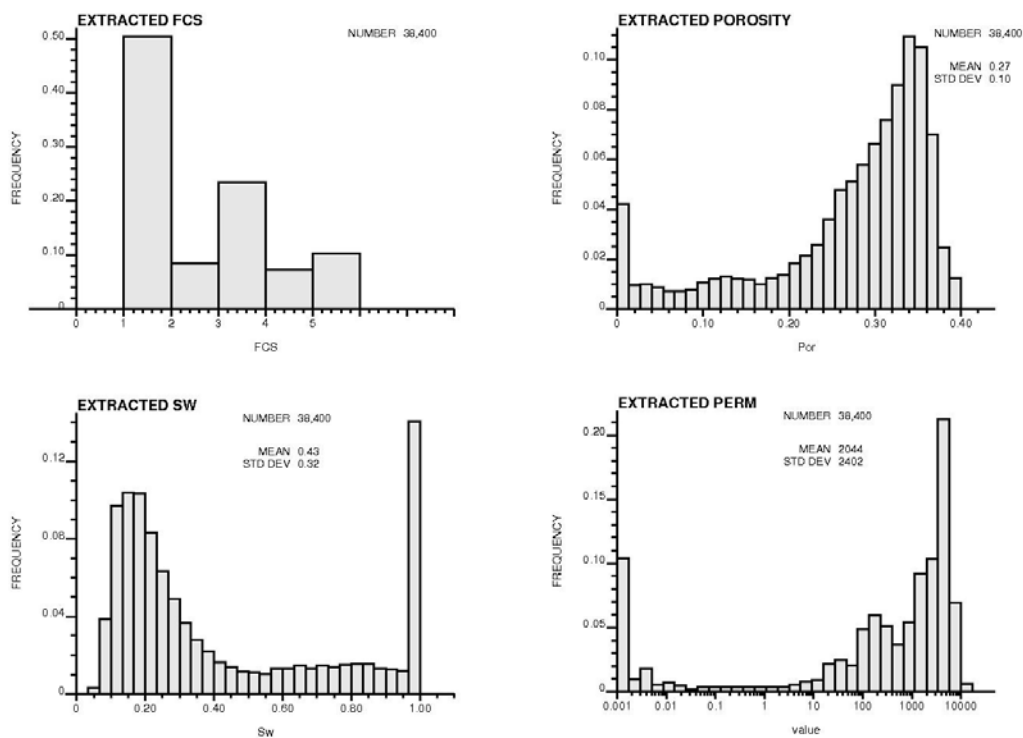 EXTRACTED FCS
NUMBER 38,400
0.50
0.40
0.50
0.20
0.10
0
FREQUENCY
0 1 2 3 4 5
FCS
EXTRACTED POROSITY
NUMBER 38,400
MEAN 0.27
STD DEV 0.10
0.10
0.08
0.06
0.04
0.02
0
FREQUENCY
0 0.10 0.20 0.30 0.40
Por
EXTRACTED SW
NUMBER 38,400
MEAN 0.43
STD DEV 0.32
0.12
0.08
0.04
0
FREQUENCY
0 0.20 0.40 0.60 0.80 1.00
Sw
EXTRACTED PERM
NUMBER 38,400
MEAN 2044
STD DEV 2402
0.20
0.15
0.10
0.05
0
FREQUENCY
0.001 0.01 0.1 1 10 100 1000 10000
value